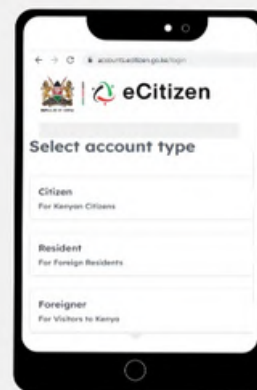 accounts.ecitizen.go.ke/login
eCitizen
Select account type
Citizen
For Kenyan Citizens
Resident
For Foreign Residents
Foreigner
For Visitors to Kenya